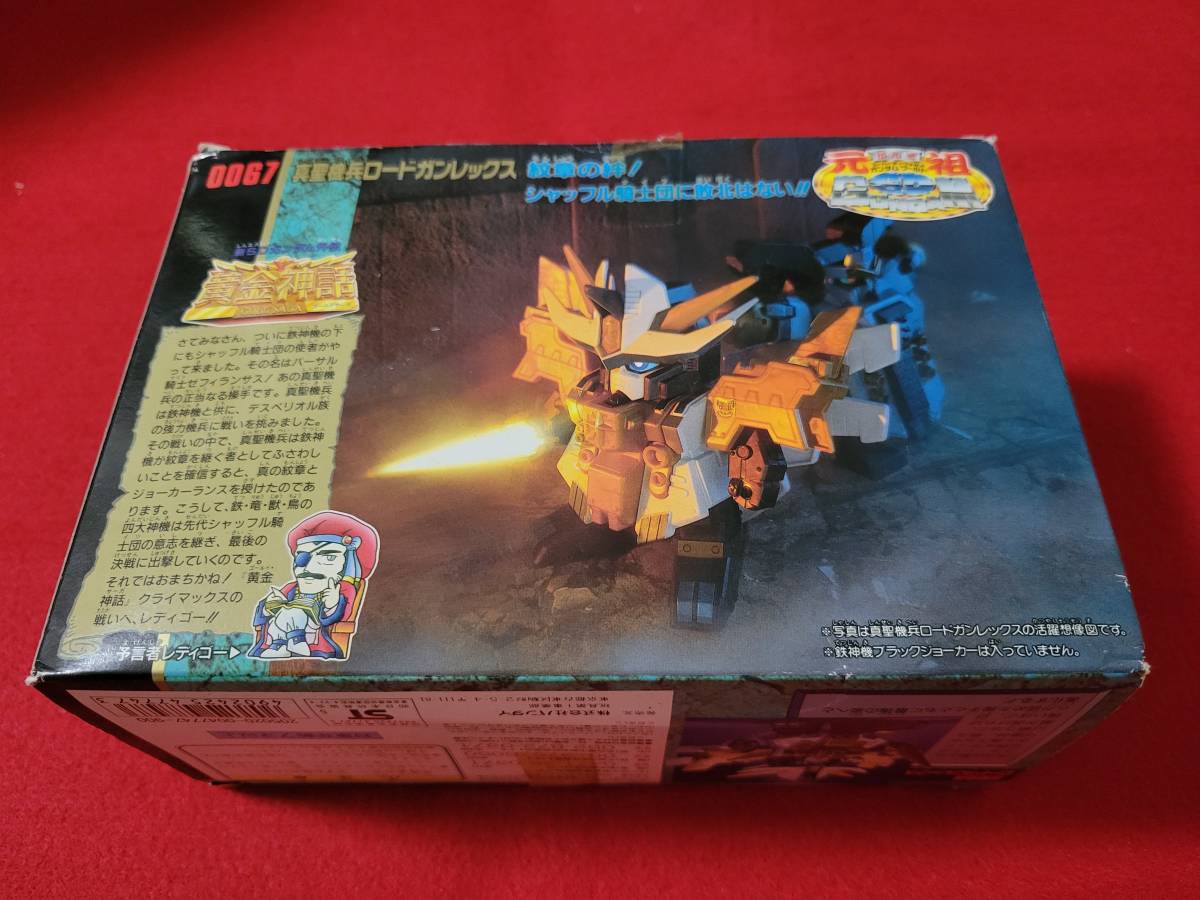 0067 真聖機兵ロードガンレックス
紋章の絆!
シャッフル騎士団に敗北はない!!
元祖
黄金神話
さてみなさん、ついに鉄神機の下
にもシャッフル騎士団の使者がや
って来ました。その名はバーサル
騎士ゼフィランサス!あの真聖機
兵の正当なる操手です。真聖機兵
は鉄神機と供に、デスペリオル族
の強力機兵に戦いを挑みました。
その戦いの中で、真聖機兵は鉄神
機が紋章を継ぐ者としてふさわし
いことを確信すると、真の紋章と
ジョーカーランスを授けたのであ
ります。こうして、鉄・竜・獣・鳥の
四大神機は先代シャッフル騎
士団の意志を継ぎ、最後の
決戦に出撃していくのです。
それではおまちかね!『黄金
神話』クライマックスの
戦いへ、レディゴー!!
予言者レディゴー▶
※写真は真聖機兵ロードガンレックスの活躍想像図です。
※鉄神機ブラックジョーカーは入っていません。
株式会社バンダイ
ST